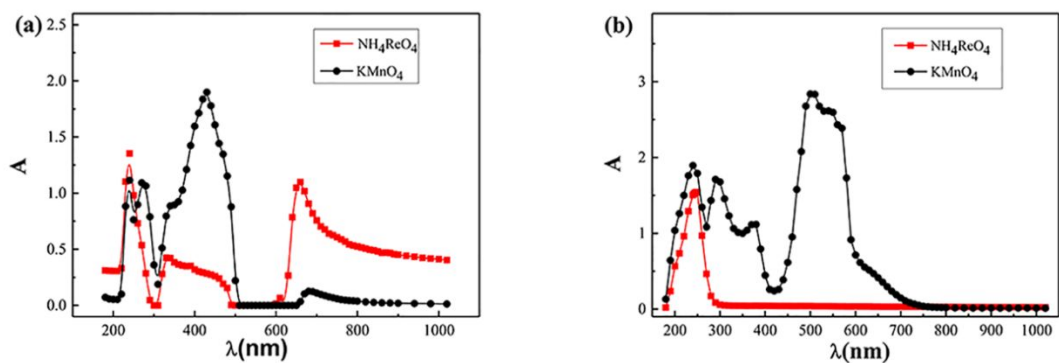 (a)
2.5
2.0
1.5
1.0
0.5
0.0
A
NH₄ReO₄
KMnO₄
200 400 600 800 1000
λ(nm)
(b)
3
2
1
0
A
NH₄ReO₄
KMnO₄
200 300 400 500 600 700 800 900 1000
λ(nm)